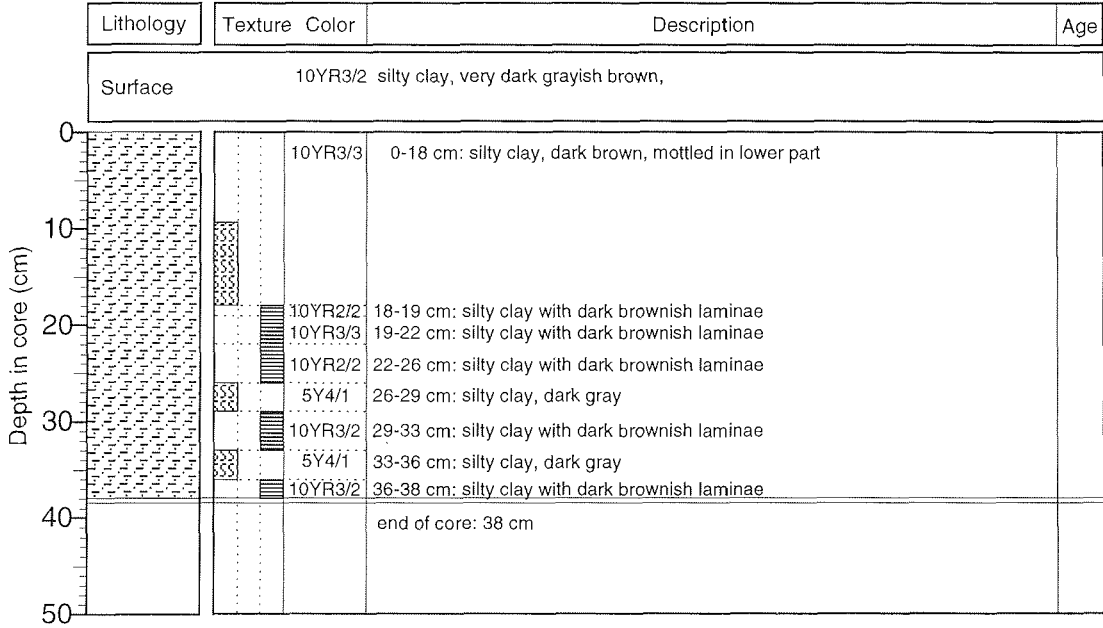 Lithology Texture Color Description Age
Surface 10YR3/2 silty clay, very dark grayish brown,
0
10YR3/3 0-18 cm: silty clay, dark brown, mottled in lower part
10
10YR2/2 18-19 cm: silty clay with dark brownish laminae
20 10YR3/3 19-22 cm: silty clay with dark brownish laminae
10YR2/2 22-26 cm: silty clay with dark brownish laminae
5Y4/1 26-29 cm: silty clay, dark gray
30 10YR3/2 29-33 cm: silty clay with dark brownish laminae
5Y4/1 33-36 cm: silty clay, dark gray
10YR3/2 36-38 cm: silty clay with dark brownish laminae
40 end of core: 38 cm
50
Depth in core (cm)